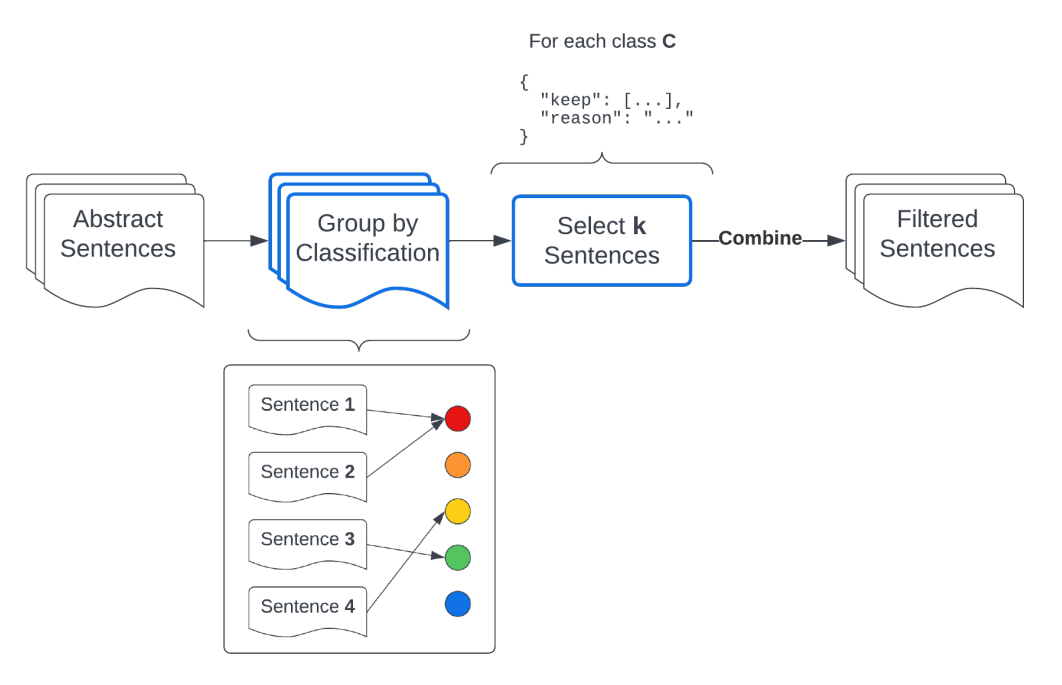 For each class C
{
"keep": [...],
"reason": "..."
}
Abstract
Sentences
Group by
Classification
Select k
Sentences
Combine
Filtered
Sentences
Sentence 1
Sentence 2
Sentence 3
Sentence 4